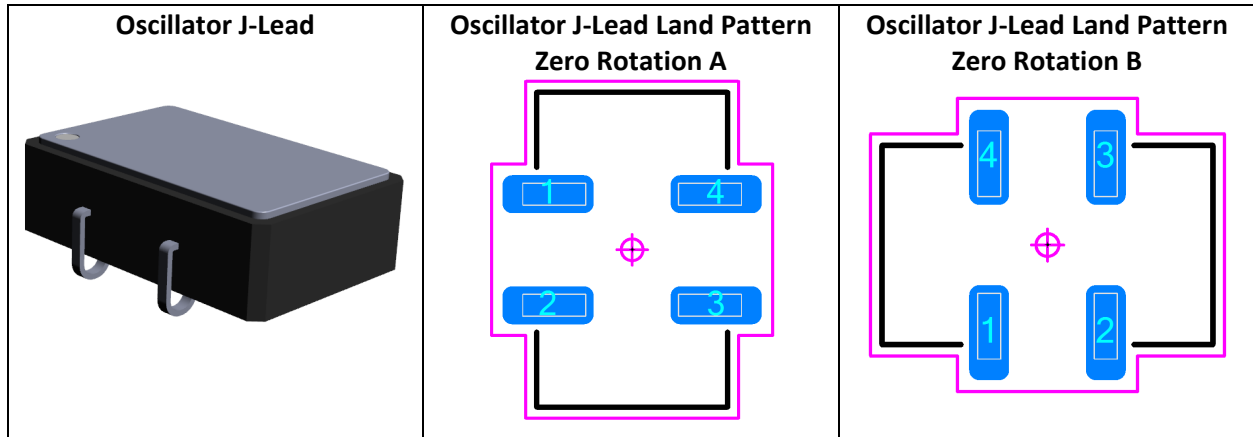 Oscillator J-Lead
Oscillator J-Lead Land Pattern
Zero Rotation A
Oscillator J-Lead Land Pattern
Zero Rotation B
1 4
2 3
4 3
1 2